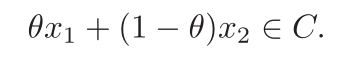 θx₁ + (1 − θ)x₂ ∈ C.